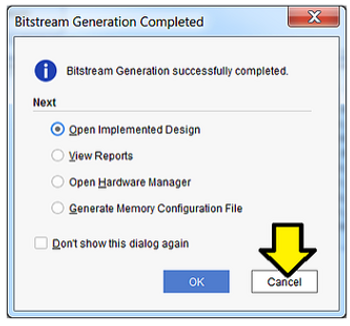 Bitstream Generation Completed
Bitstream Generation successfully completed.
Next
Open Implemented Design
View Reports
Open Hardware Manager
Generate Memory Configuration File
Don't show this dialog again
OK
Cancel